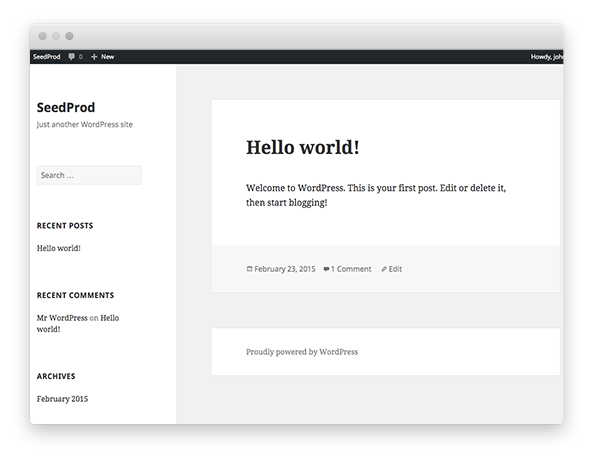 SeedProd 0 New Howdy, joh
SeedProd
Just another WordPress site
Search …
RECENT POSTS
Hello world!
RECENT COMMENTS
Mr WordPress on Hello
world!
ARCHIVES
February 2015
Hello world!
Welcome to WordPress. This is your first post. Edit or delete it,
then start blogging!
February 23, 2015 1 Comment Edit
Proudly powered by WordPress